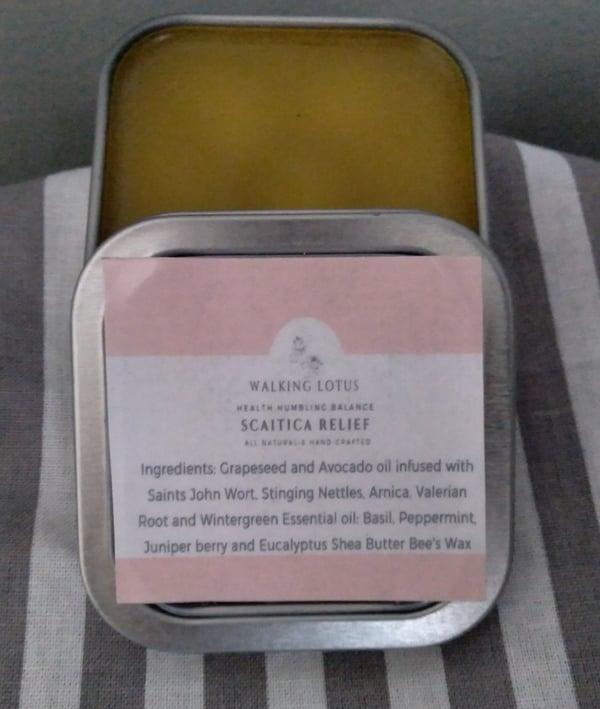 WALKING LOTUS
HEALTH HUMBLING BALANCE
SCAITICA RELIEF
ALL NATURAL & HAND CRAFTED
Ingredients: Grapeseed and Avocado oil infused with
Saints John Wort, Stinging Nettles, Arnica, Valerian
Root and Wintergreen Essential oil: Basil, Peppermint,
Juniper berry and Eucalyptus Shea Butter Bee's Wax